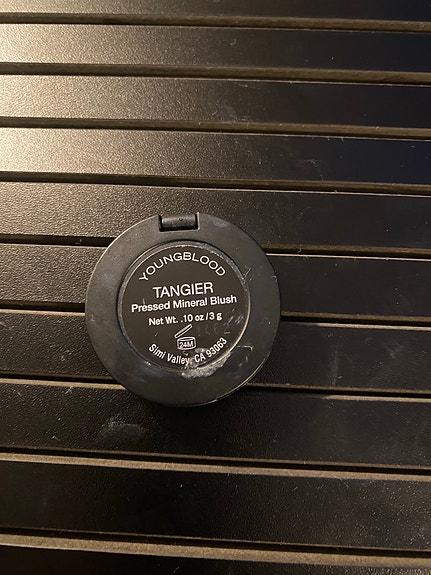 YOUNGBLOOD
TANGIER
Pressed Mineral Blush
Net Wt. .10 oz / 3 g
24M
Simi Valley, CA 93063